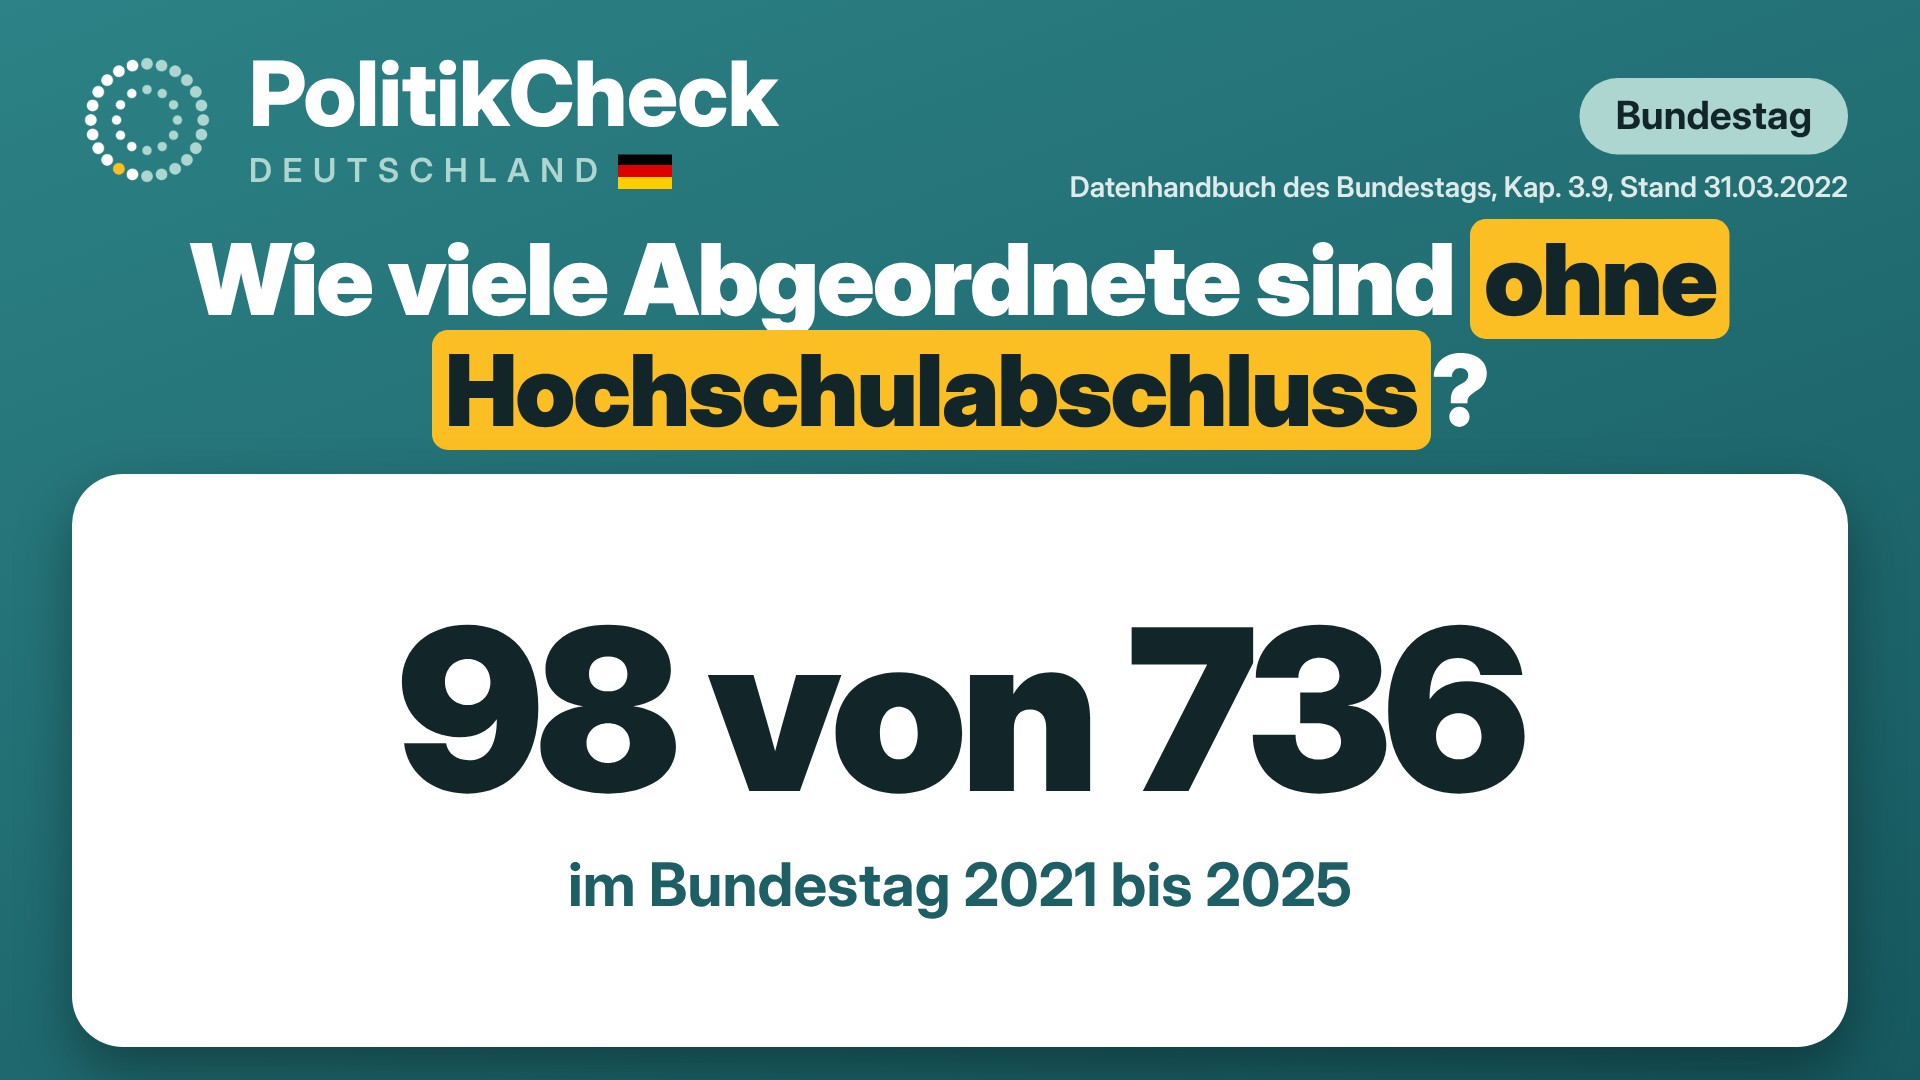 PolitikCheck
DEUTSCHLAND
Bundestag
Datenhandbuch des Bundestags, Kap. 3.9, Stand 31.03.2022
Wie viele Abgeordnete sind ohne
Hochschulabschluss?
98 von 736
im Bundestag 2021 bis 2025